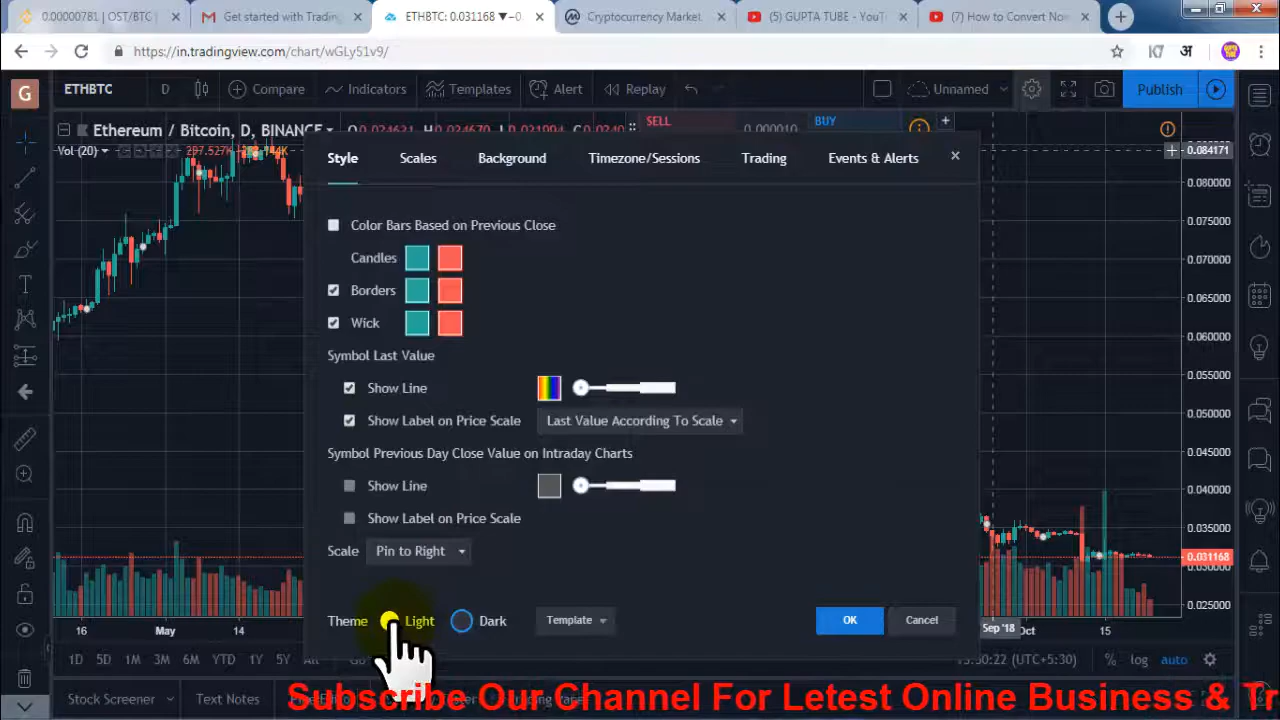 0.00000781 | OST/BTC
Get started with Trading
ETHBTC: 0.031168 ▼−0
Cryptocurrency Market
(5) GUPTA TUBE - YouT
(7) How to Convert Now
https://in.tradingview.com/chart/wGLy51v9/
G
ETHBTC
D
Compare
Indicators
Templates
Alert
Replay
Unnamed
Publish
Ethereum / Bitcoin, D, BINANCE
SELL
0.000010
BUY
Vol (20)
0.084171
0.080000
0.075000
0.070000
0.065000
0.060000
0.055000
0.050000
0.045000
0.040000
0.035000
0.031168
0.025000
Style
Scales
Background
Timezone/Sessions
Trading
Events & Alerts
Color Bars Based on Previous Close
Candles
Borders
Wick
Symbol Last Value
Show Line
Show Label on Price Scale
Last Value According To Scale
Symbol Previous Day Close Value on Intraday Charts
Show Line
Show Label on Price Scale
Scale
Pin to Right
Theme
Light
Dark
Template
OK
Cancel
16
May
14
Sep '18
Oct
15
1D
5D
1M
3M
6M
YTD
1Y
5Y
All
(UTC+5:30)
%
log
auto
Stock Screener
Text Notes
Subscribe Our Channel For Letest Online Business & Tr